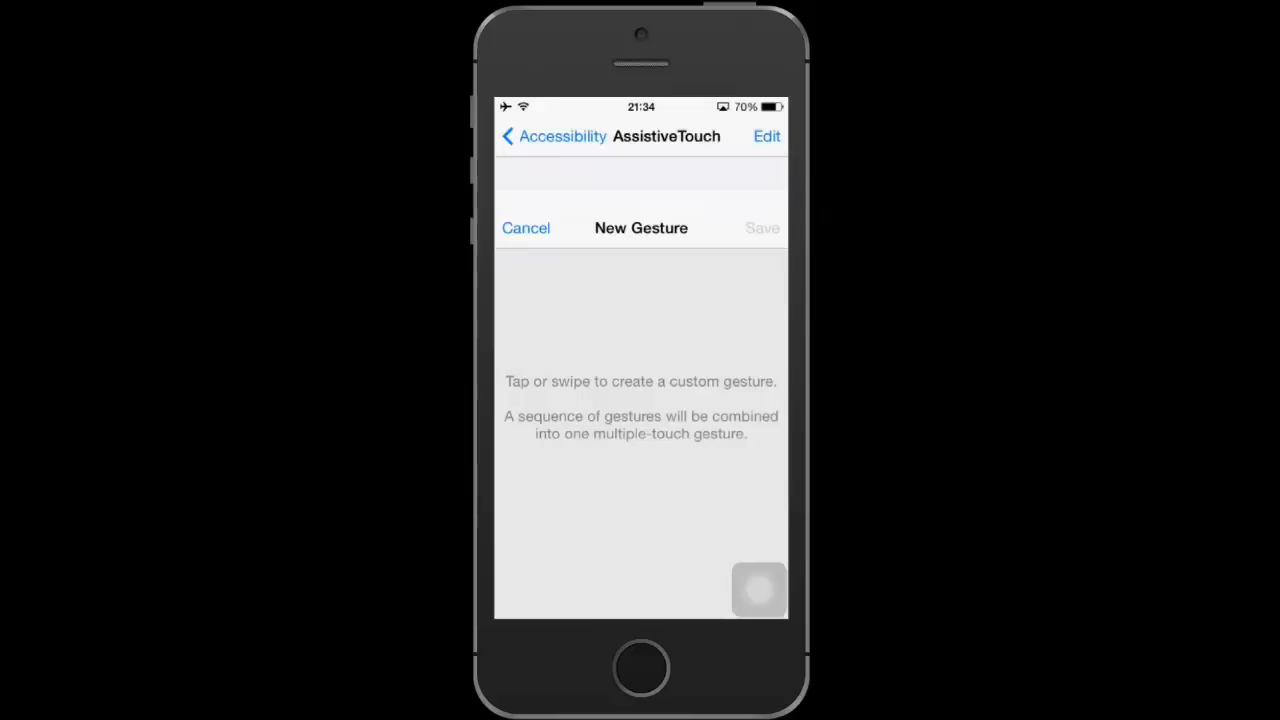 21:34 70%
Accessibility AssistiveTouch Edit
Cancel New Gesture Save
Tap or swipe to create a custom gesture.
A sequence of gestures will be combined
into one multiple-touch gesture.